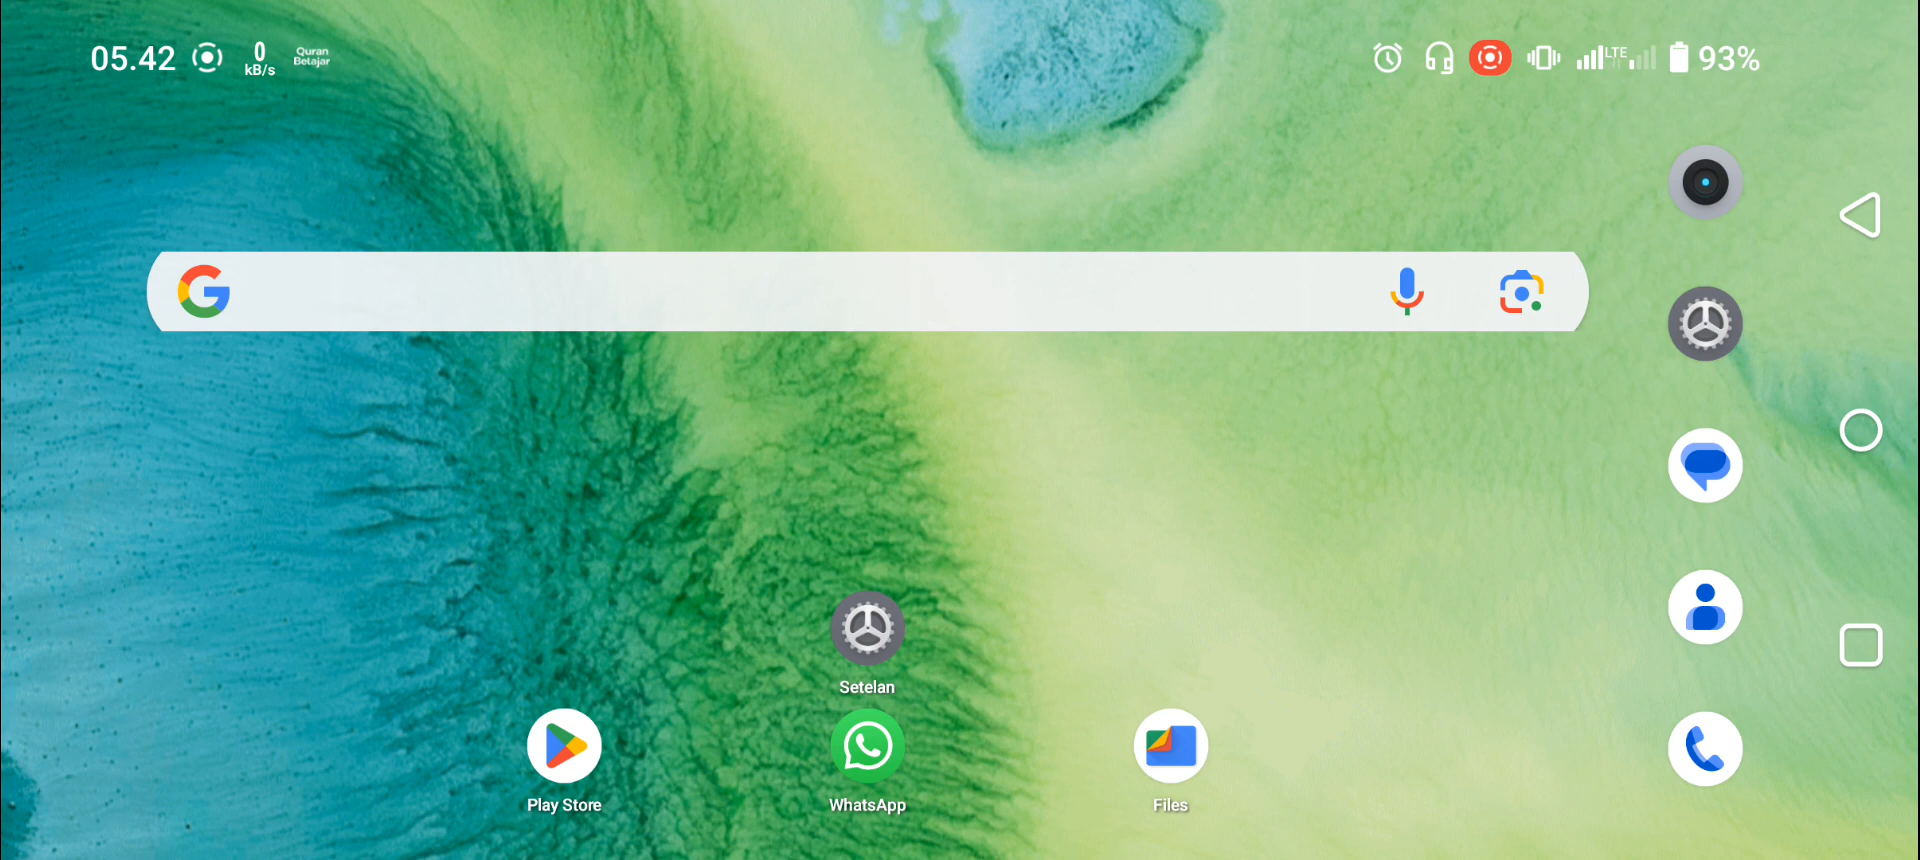 05.42
0
kB/s
Quran
Belajar
LTE
93%
Setelan
Play Store
WhatsApp
Files